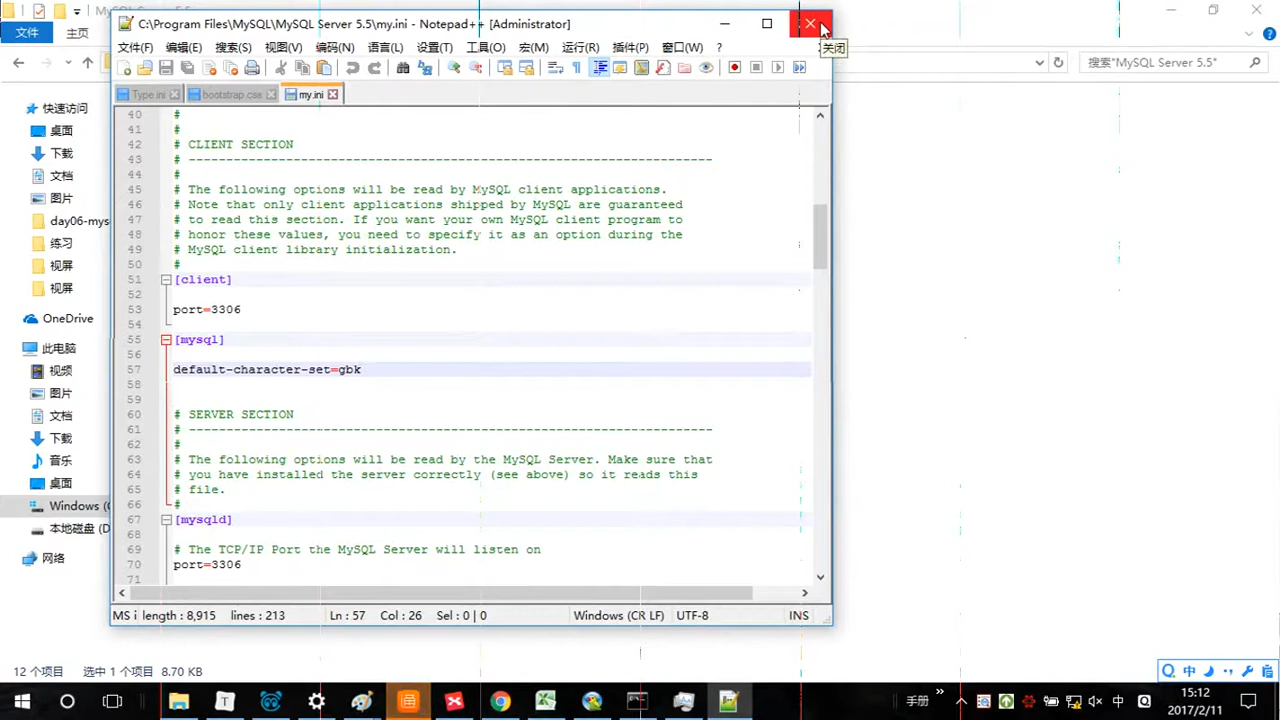 C:\Program Files\MySQL\MySQL Server 5.5\my.ini - Notepad++ [Administrator]
关闭
文件
主页
文件(F) 编辑(E) 搜索(S) 视图(V) 编码(N) 语言(L) 设置(T) 工具(O) 宏(M) 运行(R) 插件(P) 窗口(W) ?
搜索"MySQL Server 5.5"
Type.ini bootstrap.css my.ini
快速访问
桌面
下载
文档
图片
day06-mys
练习
视屏
视屏
OneDrive
此电脑
视频
图片
文档
下载
音乐
桌面
Windows (
本地磁盘 (D
网络
40 #
41 #
42 # CLIENT SECTION
43 # ----------------------------------------------------------------------
44 #
45 # The following options will be read by MySQL client applications.
46 # Note that only client applications shipped by MySQL are guaranteed
47 # to read this section. If you want your own MySQL client program to
48 # honor these values, you need to specify it as an option during the
49 # MySQL client library initialization.
50 #
51 [client]
52
53 port=3306
54
55 [mysql]
56
57 default-character-set=gbk
58
59
60 # SERVER SECTION
61 # ----------------------------------------------------------------------
62 #
63 # The following options will be read by the MySQL Server. Make sure that
64 # you have installed the server correctly (see above) so it reads this
65 # file.
66 #
67 [mysqld]
68
69 # The TCP/IP Port the MySQL Server will listen on
70 port=3306
71
MS i length : 8,915 lines : 213 Ln : 57 Col : 26 Sel : 0 | 0 Windows (CR LF) UTF-8 INS
12 个项目 选中 1 个项目 8.70 KB
中
手册
中
15:12
2017/2/11